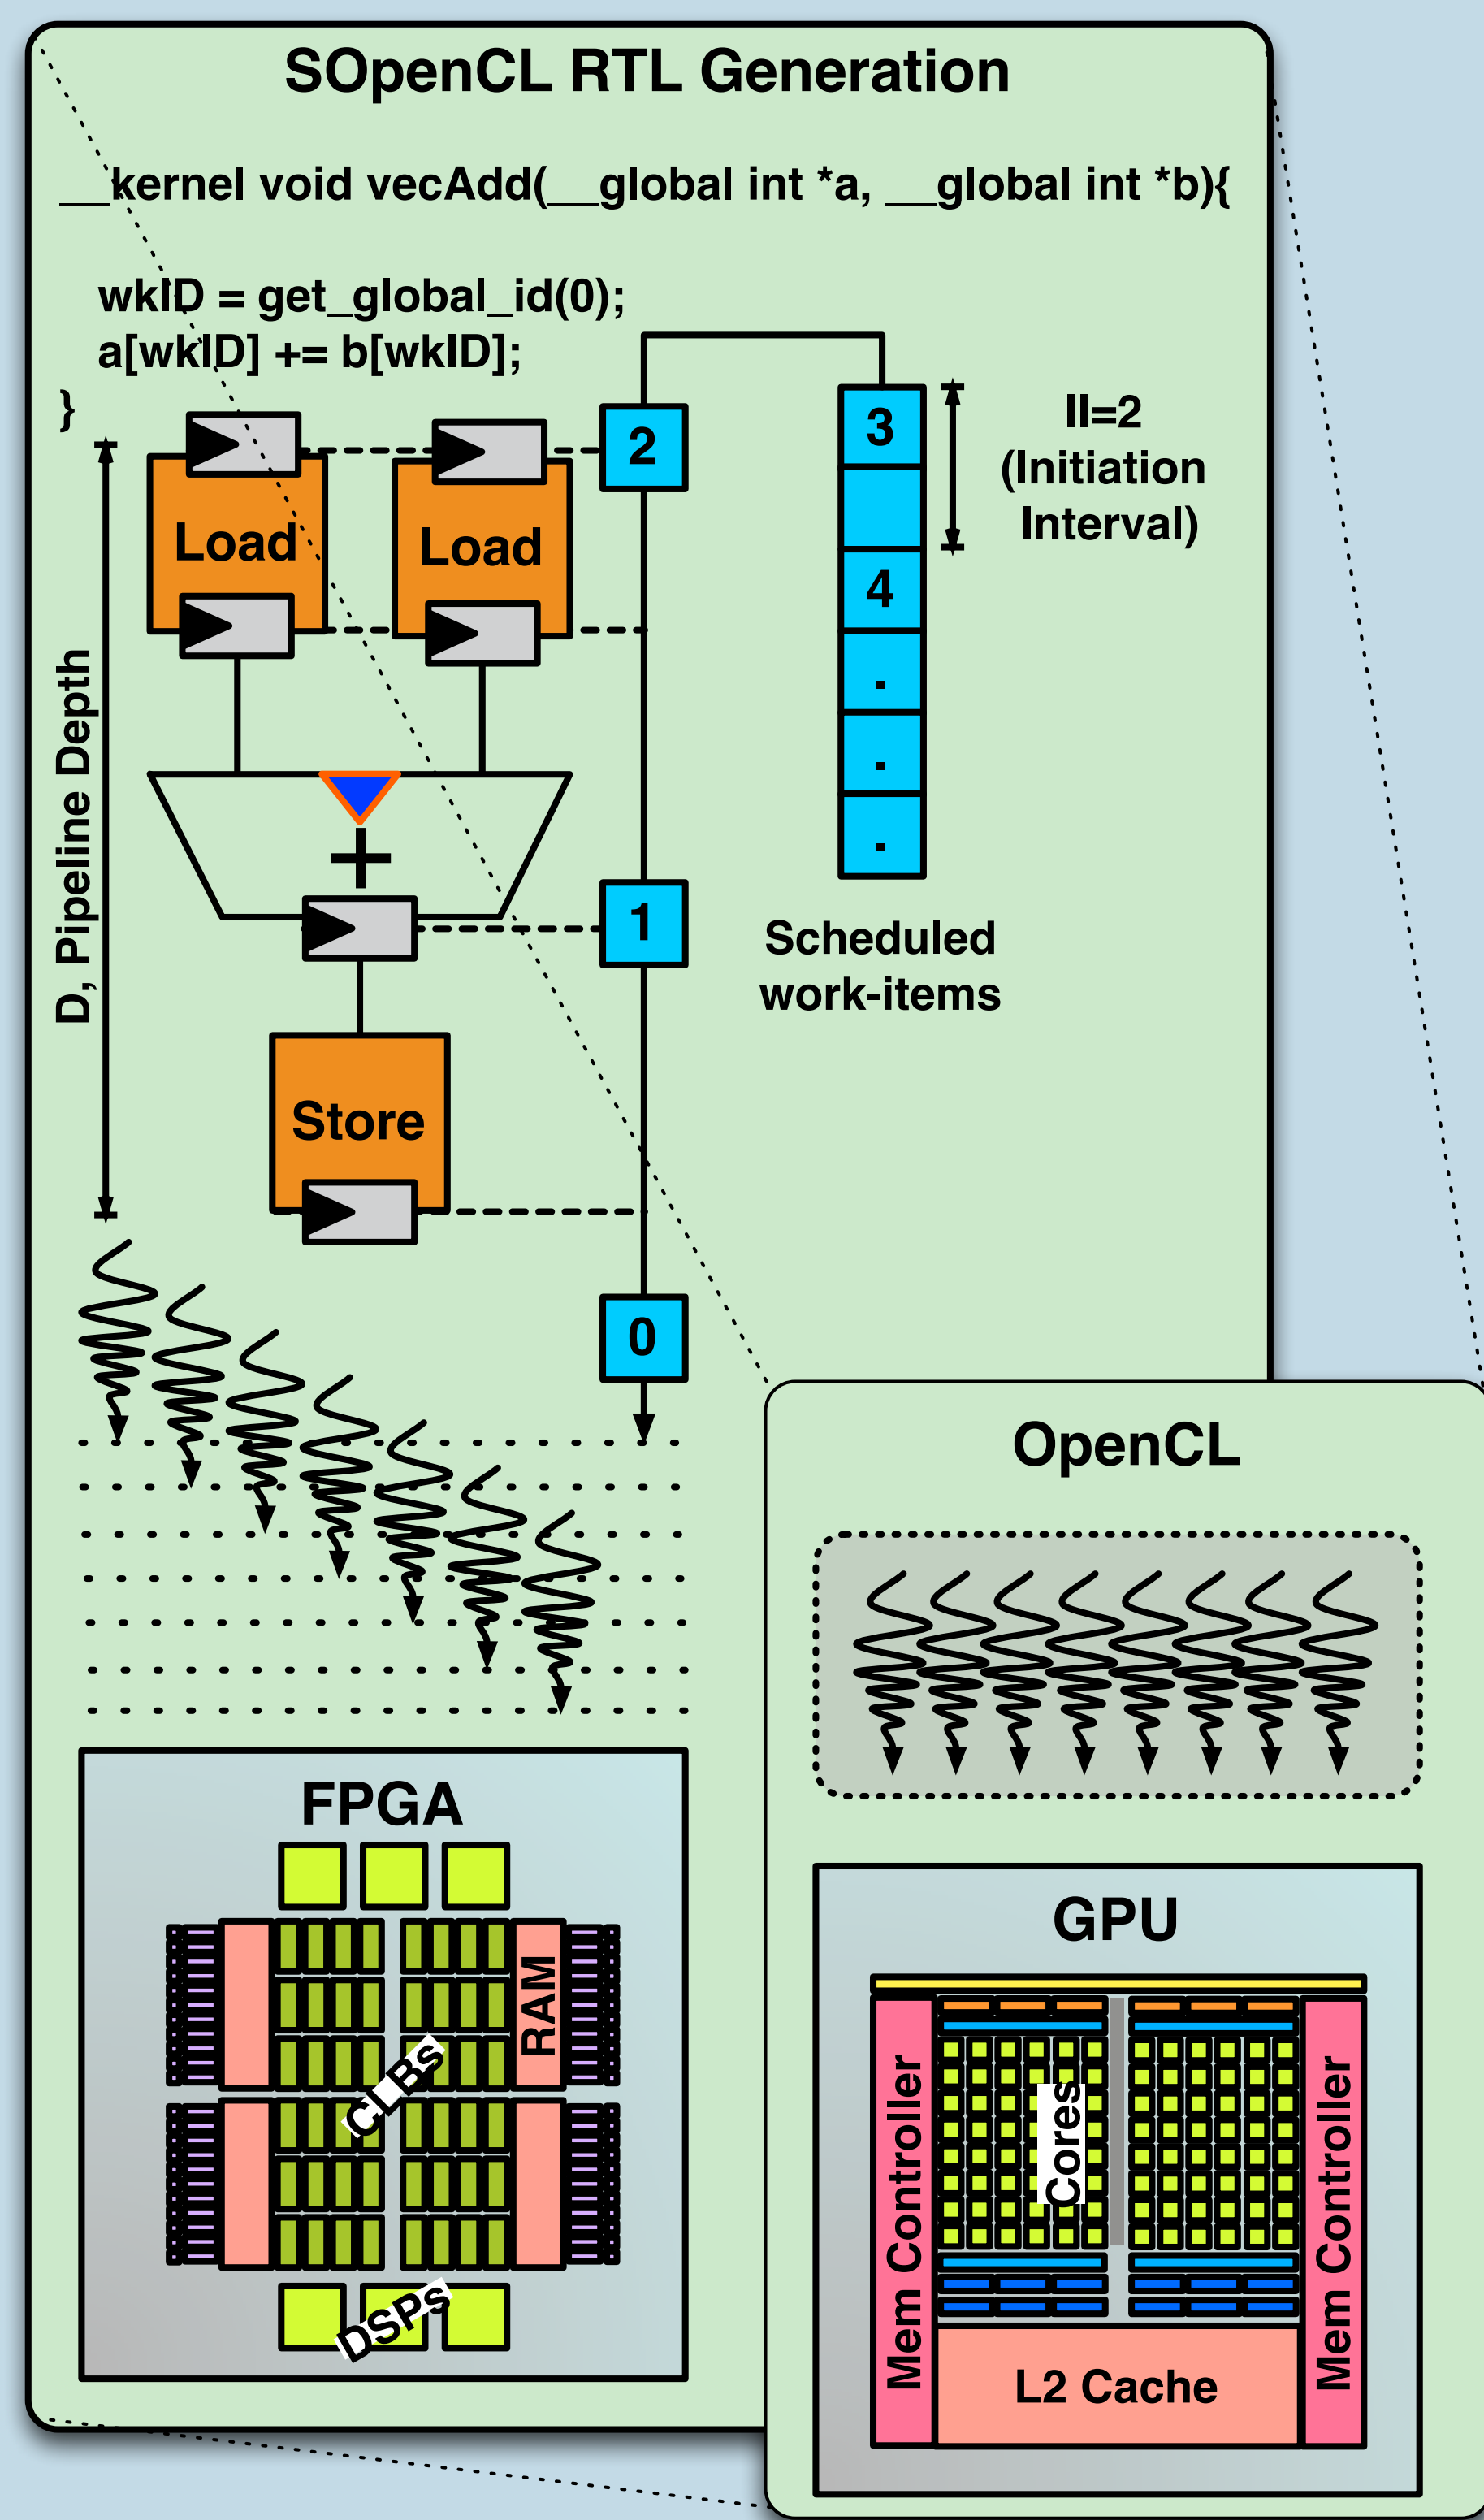 SOpenCL RTL Generation
__kernel void vecAdd(__global int *a, __global int *b){
wkID = get_global_id(0);
a[wkID] += b[wkID];
}
2
3
4
.
.
.
II=2
(Initiation
Interval)
Load
Load
D, Pipeline Depth
+
1
Scheduled
work-items
Store
0
OpenCL
FPGA
RAM
CLBs
DSPs
GPU
Mem Controller
Cores
Mem Controller
L2 Cache